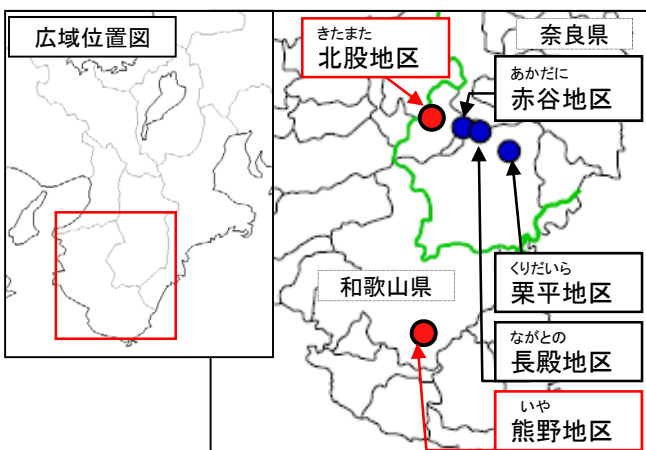 広域位置図
きたまた
北股地区
奈良県
あかだに
赤谷地区
くりだいら
栗平地区
和歌山県
ながとの
長殿地区
いや
熊野地区